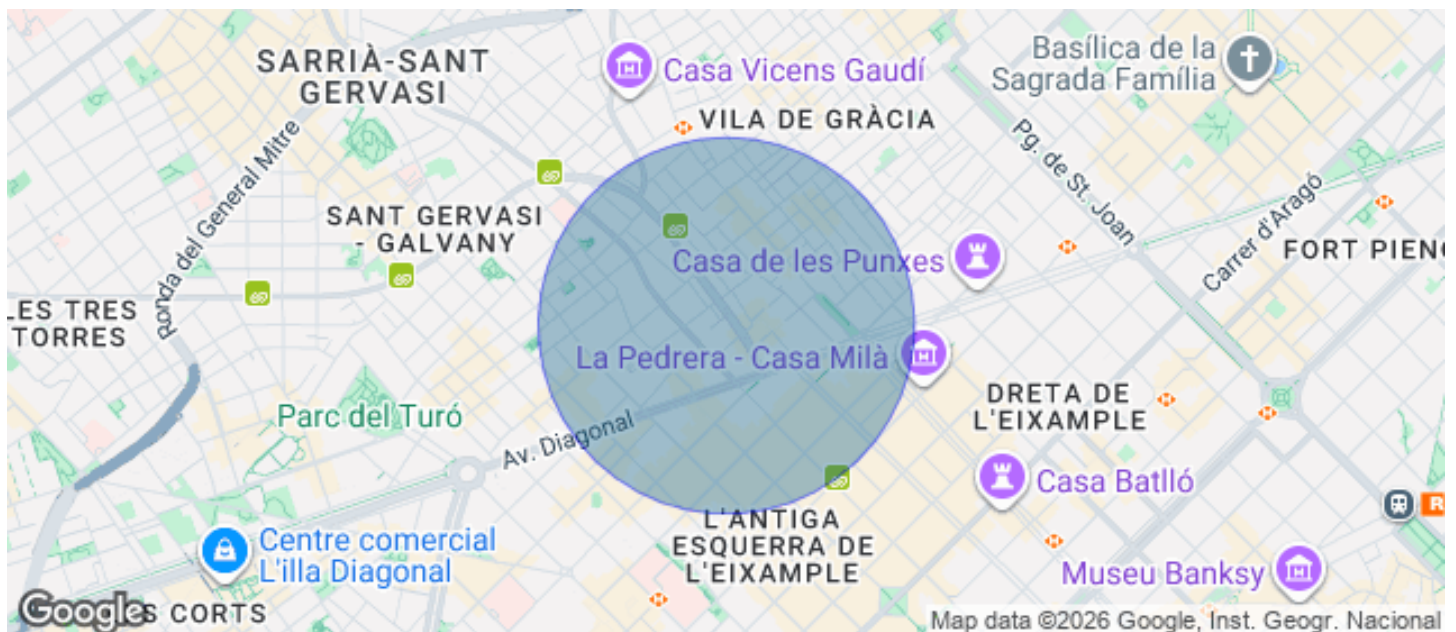 SARRIÀ-SANT
GERVASI
Casa Vicens Gaudí
Basílica de la
Sagrada Família
VILA DE GRÀCIA
Ronda del General Mitre
Pg. de St. Joan
SANT GERVASI
- GALVANY
Carrer d'Aragó
Casa de les Punxes
FORT PIENC
LES TRES
TORRES
La Pedrera - Casa Milà
Parc del Turó
DRETA DE
L'EIXAMPLE
Av. Diagonal
Casa Batlló
L'ANTIGA
ESQUERRA DE
L'EIXAMPLE
R
Centre comercial
L'illa Diagonal
Museu Banksy
Google
S CORTS
Map data ©2026 Google, Inst. Geogr. Nacional